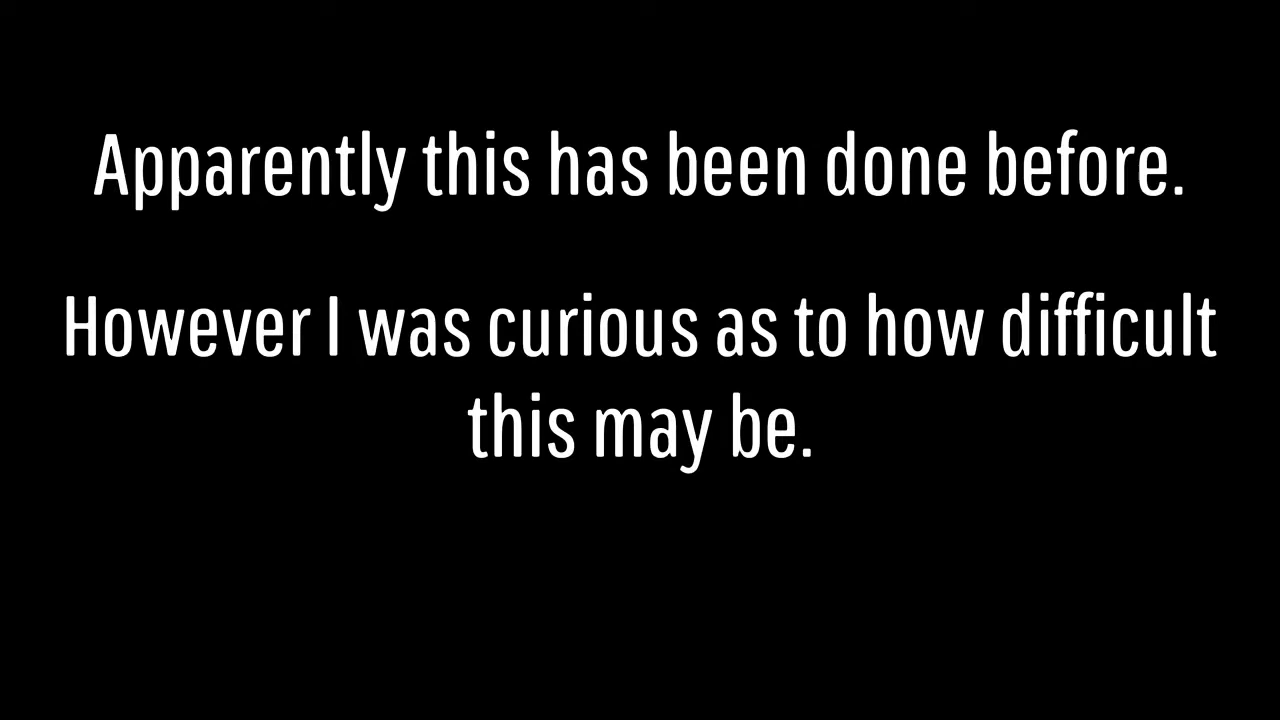 Apparently this has been done before.
However I was curious as to how difficult
this may be.